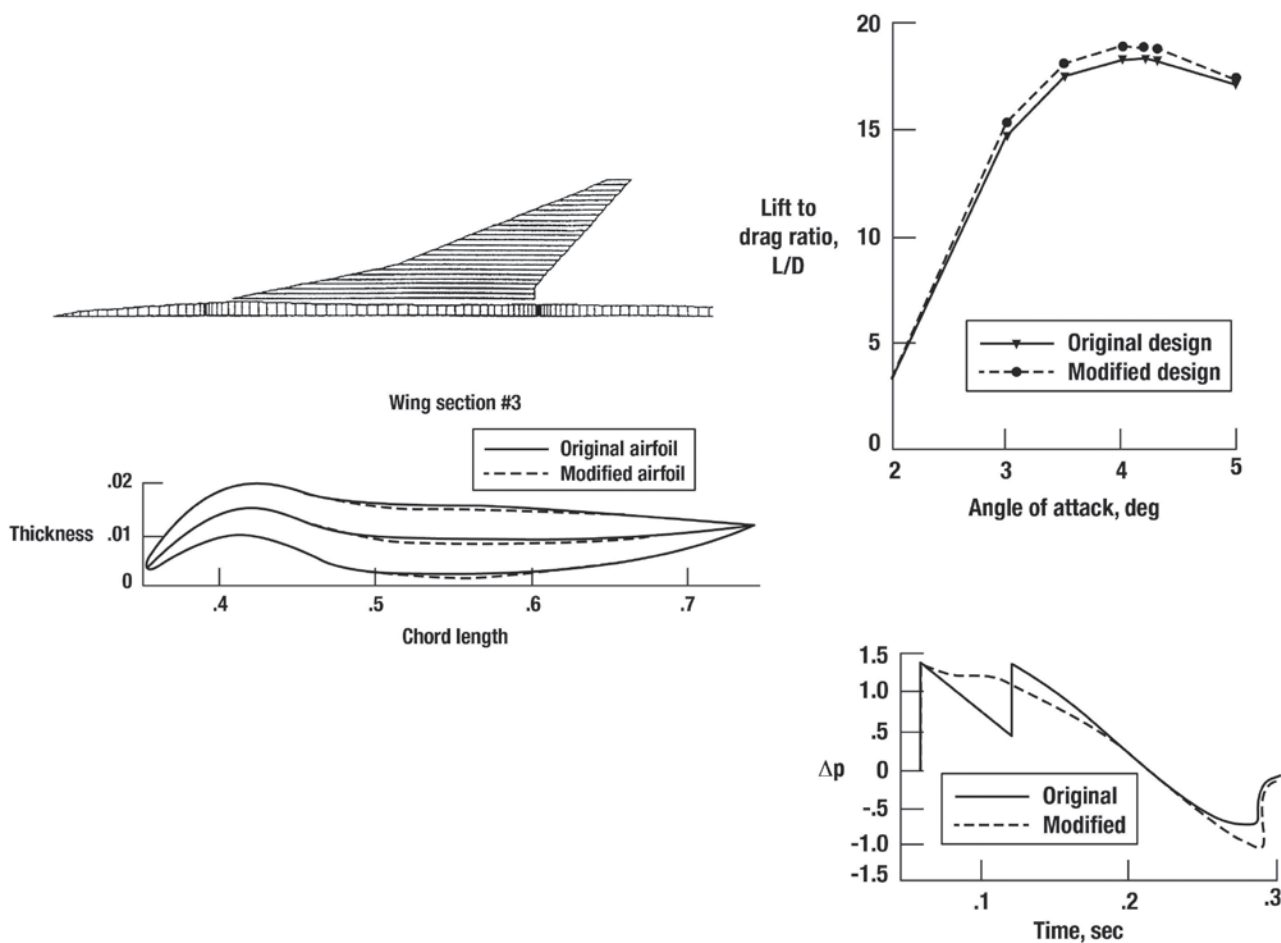 20
15
10
5
0
Lift to
drag ratio,
L/D
Original design
Modified design
2
3
4
5
Angle of attack, deg
Wing section #3
Original airfoil
Modified airfoil
.02
Thickness .01
0
.4
.5
.6
.7
Chord length
1.5
1.0
.5
Δp 0
-.5
-1.0
-1.5
Original
Modified
.1
.2
.3
Time, sec